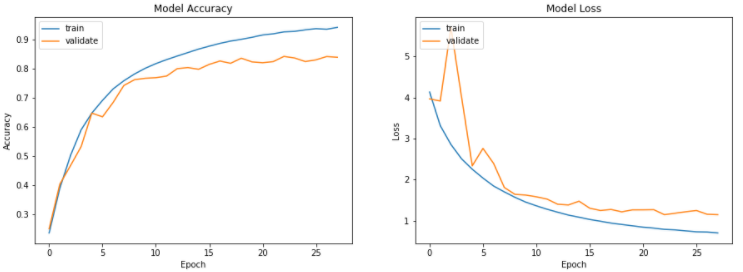 Model Accuracy
train
validate
Accuracy
0.9
0.8
0.7
0.6
0.5
0.4
0.3
0 5 10 15 20 25
Epoch
Model Loss
train
validate
Loss
5
4
3
2
1
0 5 10 15 20 25
Epoch